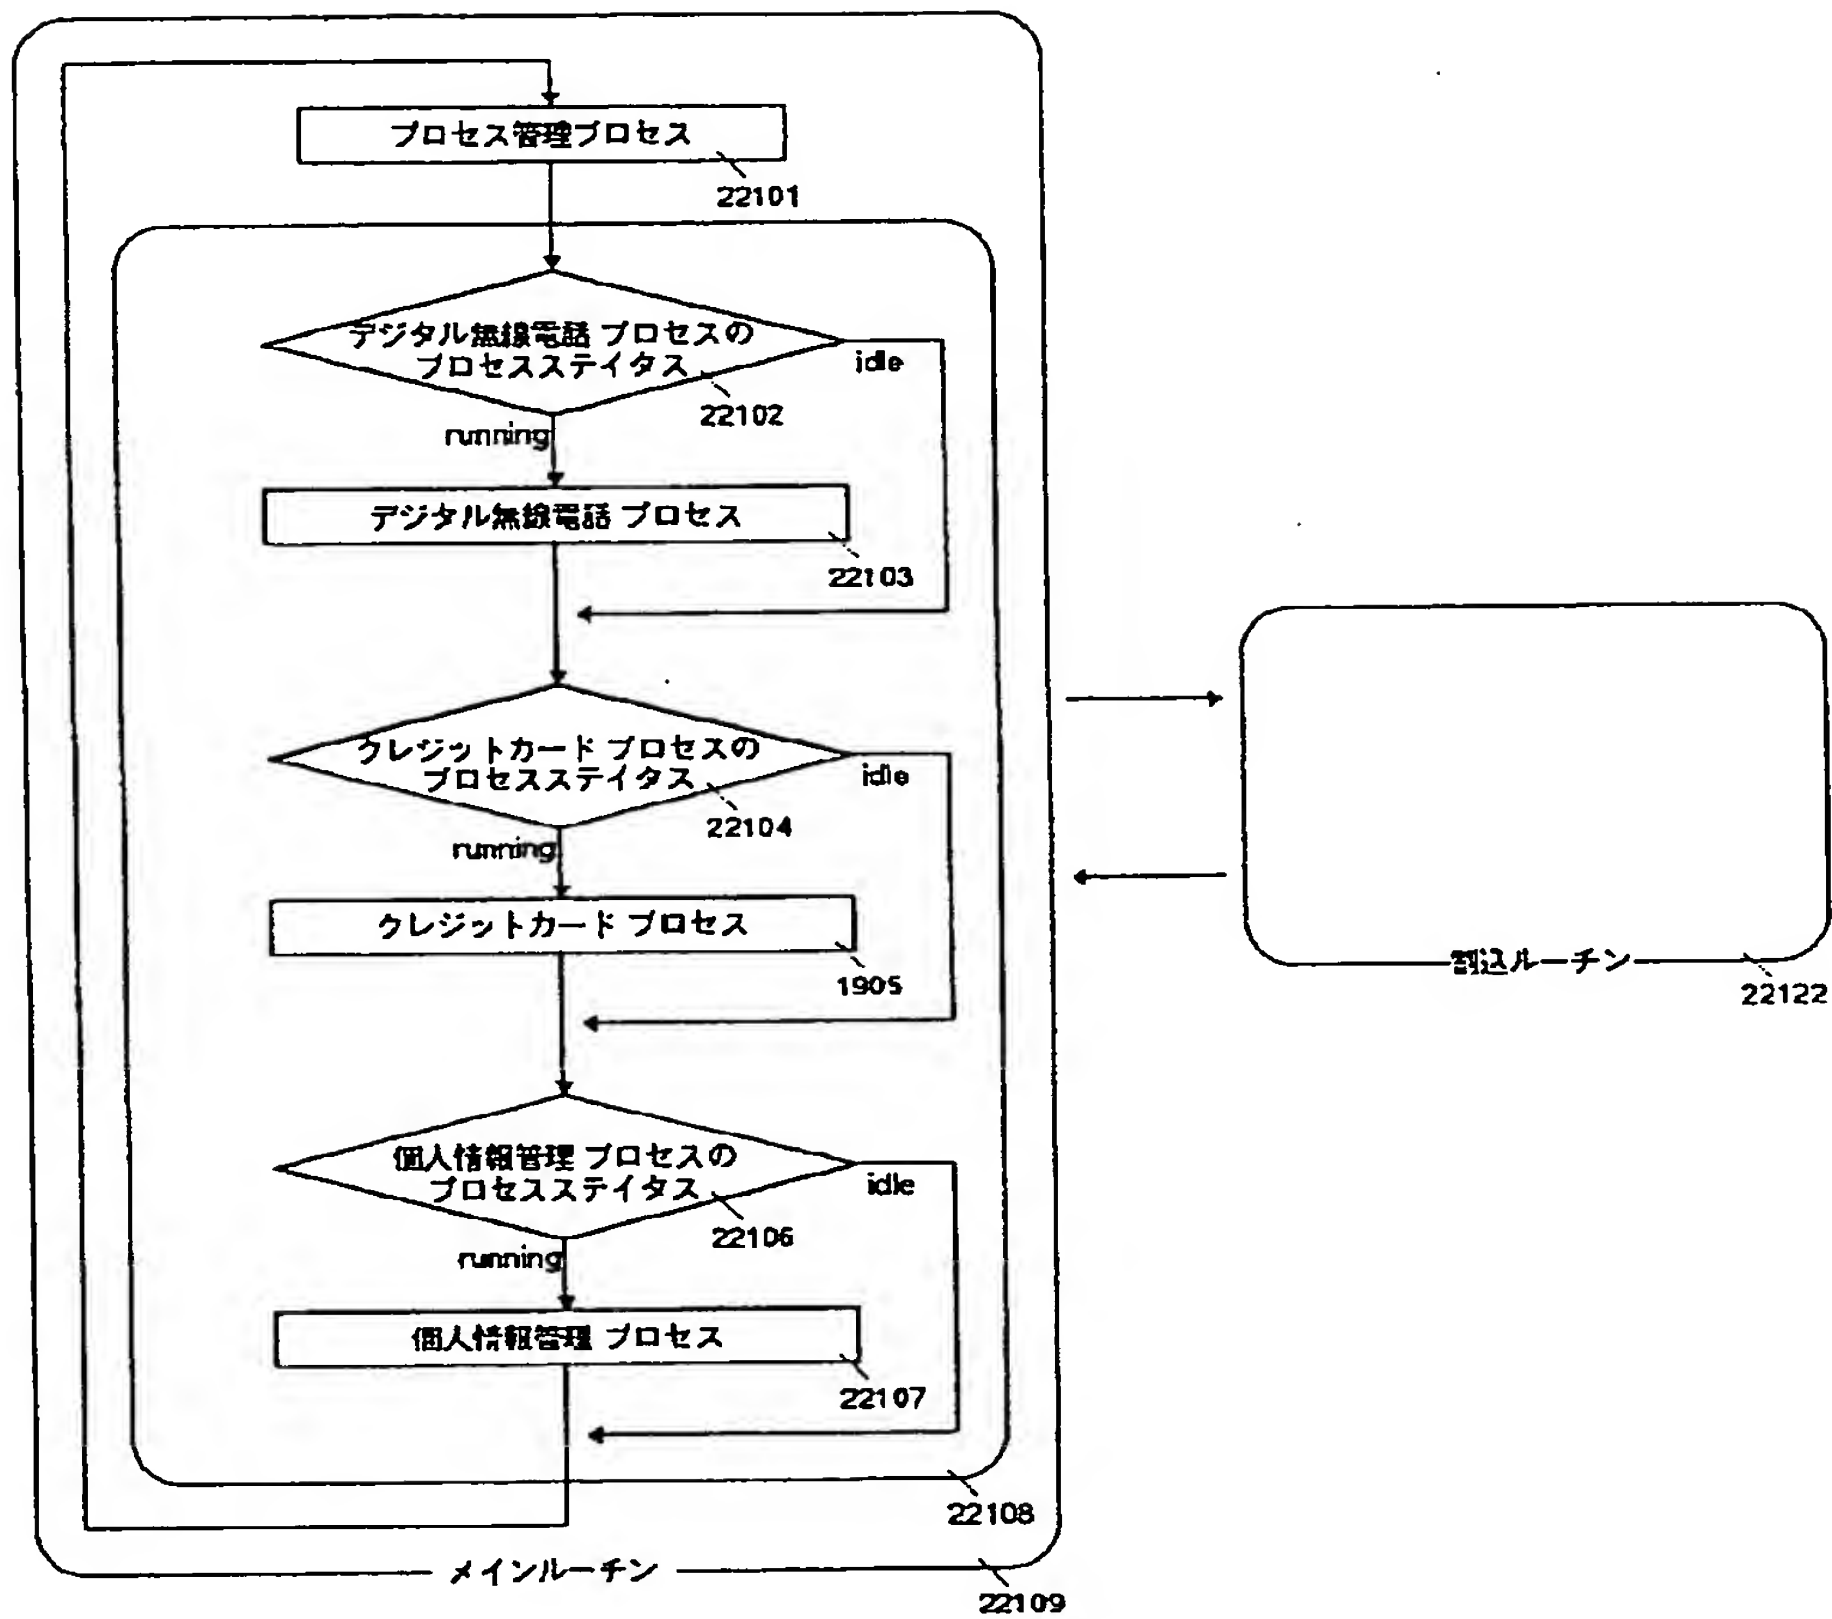 プロセス管理プロセス
22101
デジタル無線電話 プロセスの
プロセスステイタス
idle
22102
running
デジタル無線電話 プロセス
22103
クレジットカード プロセスの
プロセスステイタス
idle
22104
running
クレジットカード プロセス
1905
割込ルーチン
22122
個人情報管理 プロセスの
プロセスステイタス
idle
22106
running
個人情報管理 プロセス
22107
22108
メインルーチン
22109